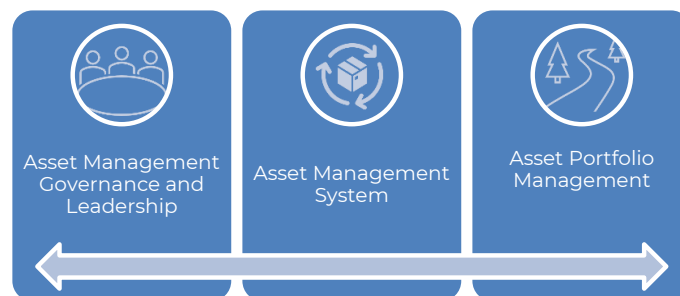 Asset Management
Governance and
Leadership
Asset Management
System
Asset Portfolio
Management